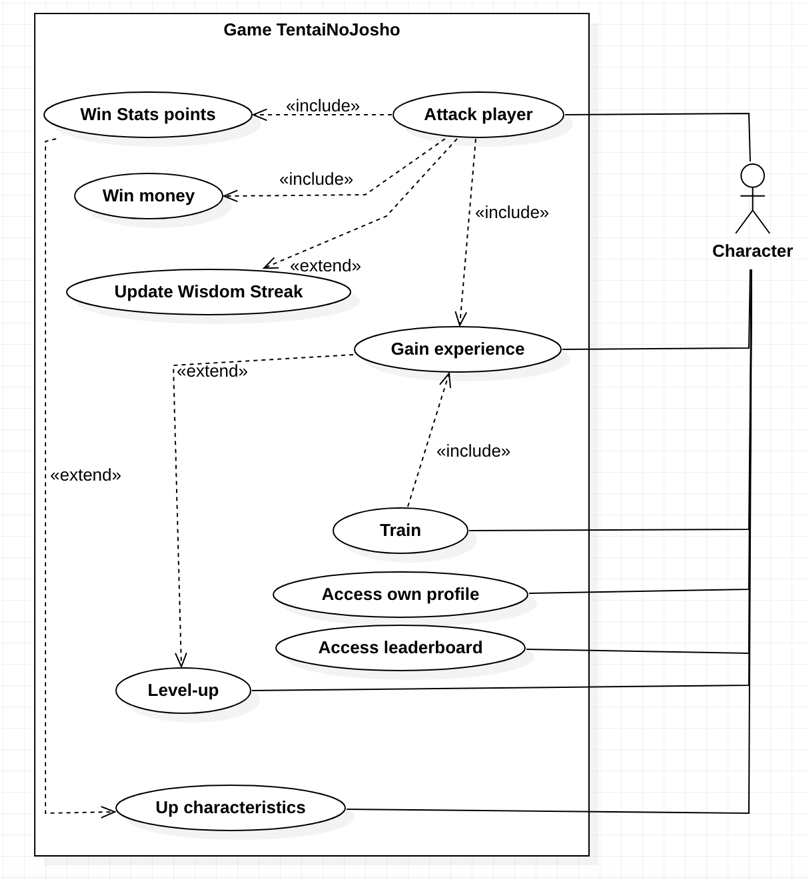 Game TentaiNoJosho
Win Stats points
«include»
Attack player
Win money
«include»
«include»
Character
«extend»
Update Wisdom Streak
Gain experience
«extend»
«include»
«extend»
Train
Access own profile
Access leaderboard
Level-up
Up characteristics